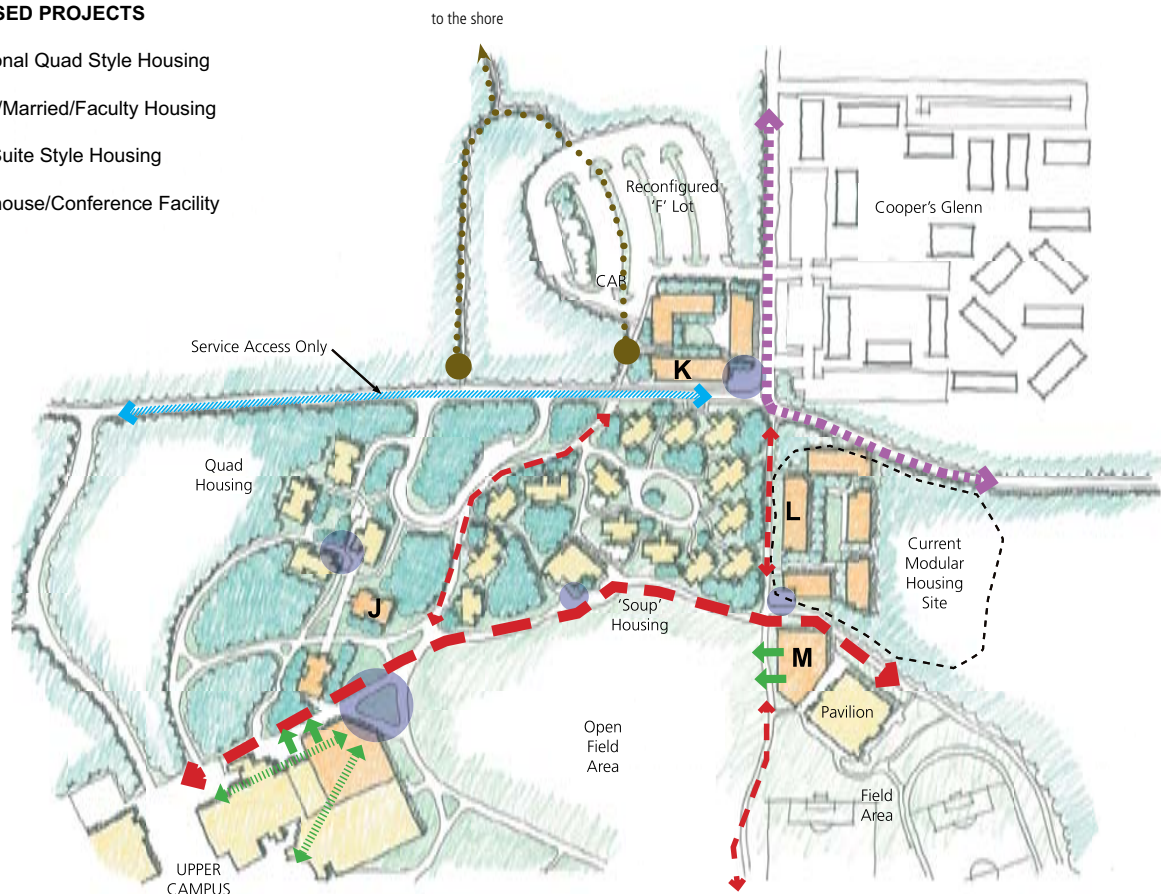 SED PROJECTS
to the shore
onal Quad Style Housing
/Married/Faculty Housing
Suite Style Housing
house/Conference Facility
Reconfigured
'F' Lot
Cooper's Glenn
CAB
Service Access Only
K
Quad
Housing
L
Current
Modular
Housing
Site
J
'Soup'
Housing
M
Pavilion
Open
Field
Area
Field
Area
UPPER
CAMPUS